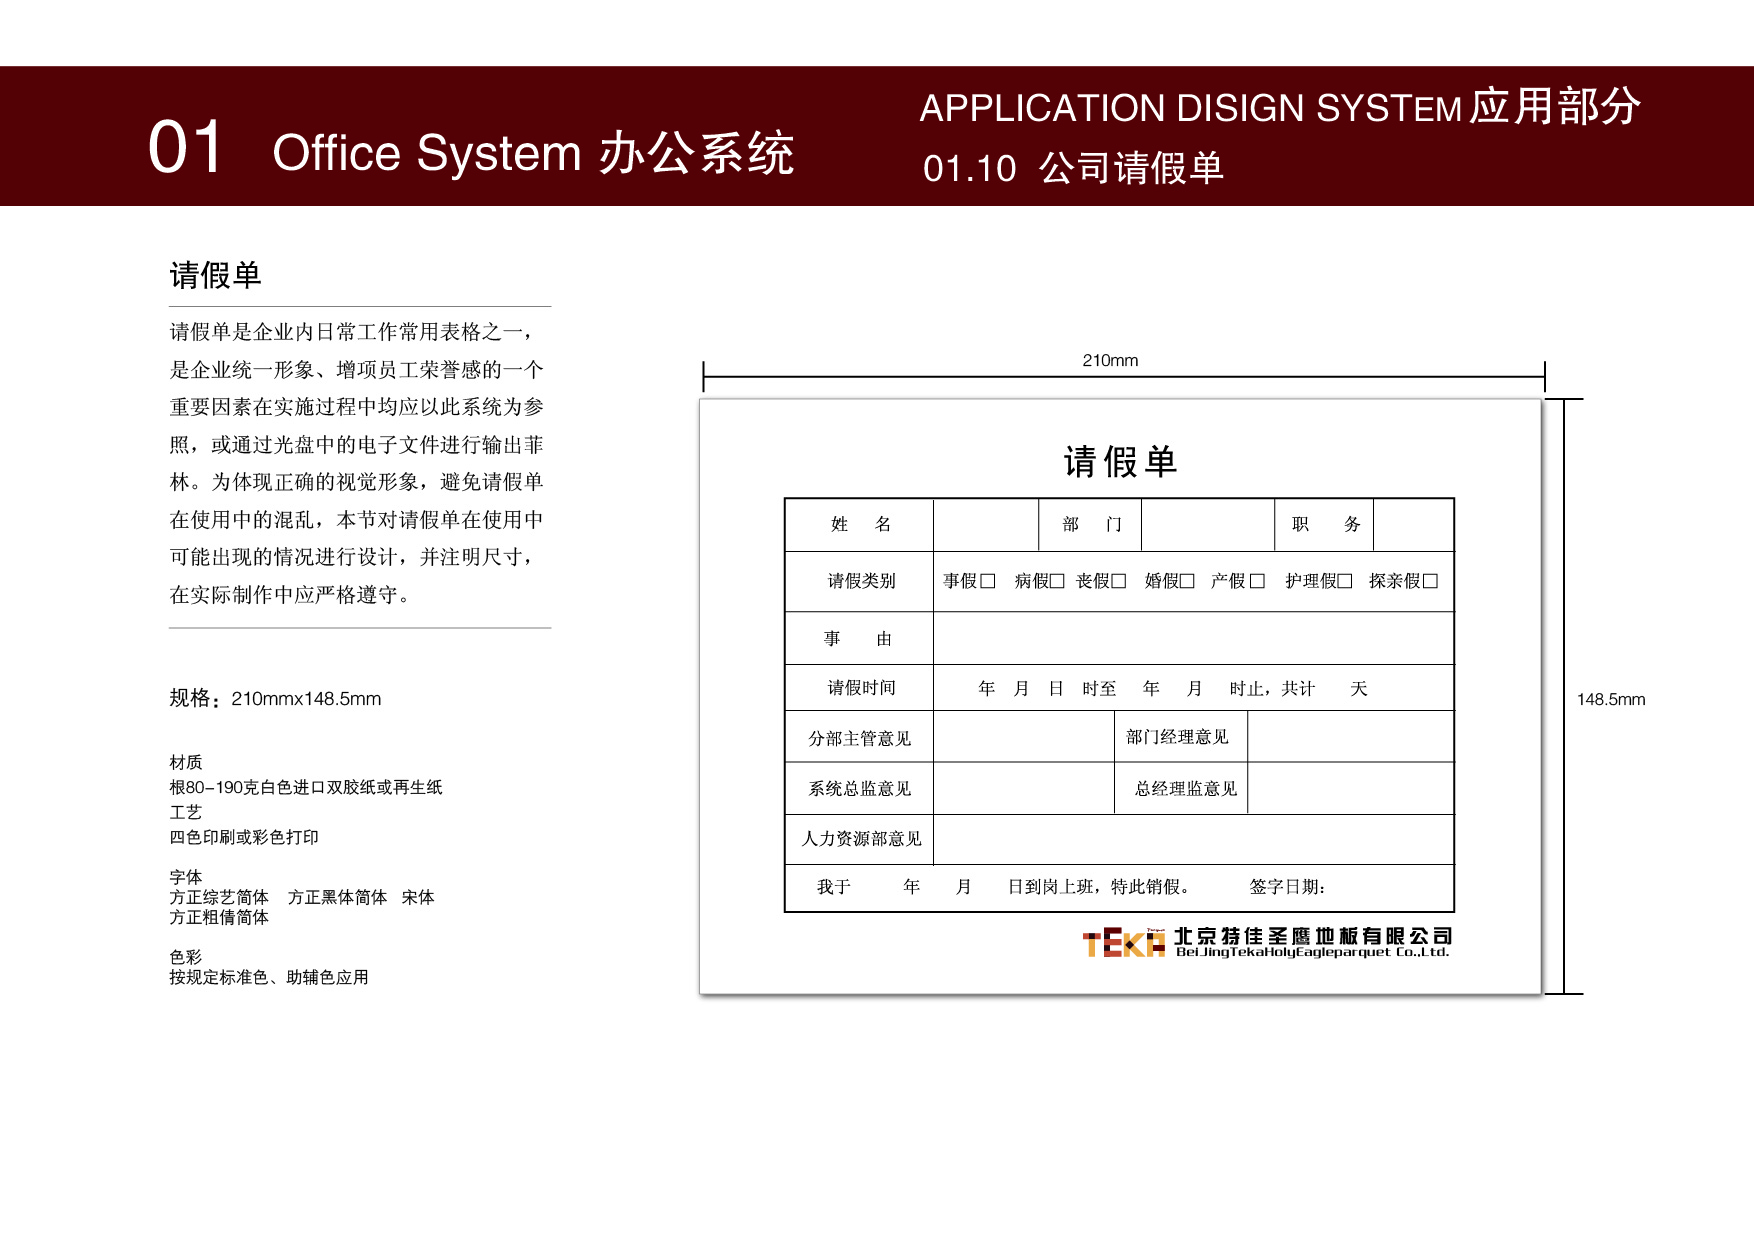 01 Office System 办公系统
APPLICATION DISIGN SYSTEM 应用部分
01.10 公司请假单
请假单
请假单是企业内日常工作常用表格之一，
是企业统一形象、增项员工荣誉感的一个
重要因素在实施过程中均应以此系统为参
照，或通过光盘中的电子文件进行输出菲
林。为体现正确的视觉形象，避免请假单
在使用中的混乱，本节对请假单在使用中
可能出现的情况进行设计，并注明尺寸，
在实际制作中应严格遵守。
规格：210mmx148.5mm
材质
根80-190克白色进口双胶纸或再生纸
工艺
四色印刷或彩色打印
字体
方正综艺简体 方正黑体简体 宋体
方正粗倩简体
色彩
按规定标准色、助辅色应用
210mm
148.5mm
请假单
姓 名 部 门 职 务
请假类别 事假□ 病假□ 丧假□ 婚假□ 产假□ 护理假□ 探亲假□
事 由
请假时间 年 月 日 时至 年 月 时止，共计 天
分部主管意见 部门经理意见
系统总监意见 总经理监意见
人力资源部意见
我于 年 月 日到岗上班，特此销假。 签字日期：
TEKA 北京特佳圣鹰地板有限公司
BeiJingTekaHolyEagleparquet Co.,Ltd.